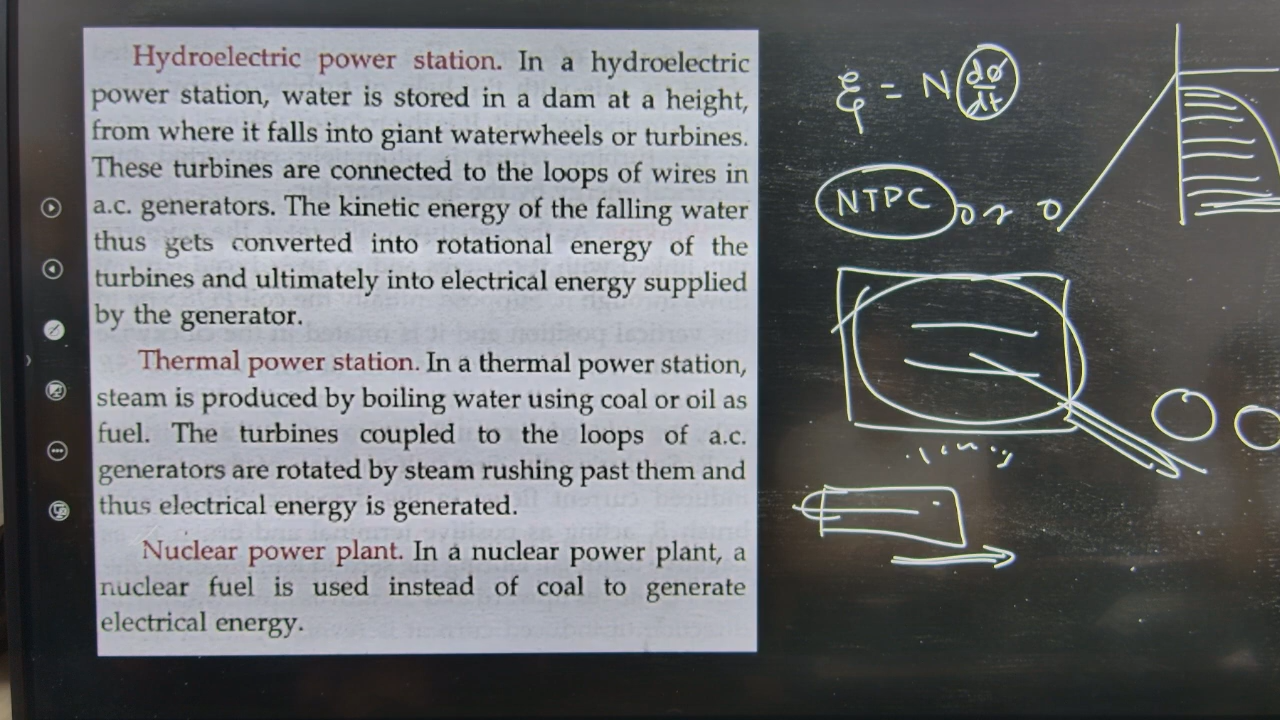 Hydroelectric power station. In a hydroelectric
power station, water is stored in a dam at a height,
from where it falls into giant waterwheels or turbines.
These turbines are connected to the loops of wires in
a.c. generators. The kinetic energy of the falling water
thus gets converted into rotational energy of the
turbines and ultimately into electrical energy supplied
by the generator.
Thermal power station. In a thermal power station,
steam is produced by boiling water using coal or oil as
fuel. The turbines coupled to the loops of a.c.
generators are rotated by steam rushing past them and
thus electrical energy is generated.
Nuclear power plant. In a nuclear power plant, a
nuclear fuel is used instead of coal to generate
electrical energy.
ξ = N dφ/dt
NTPC